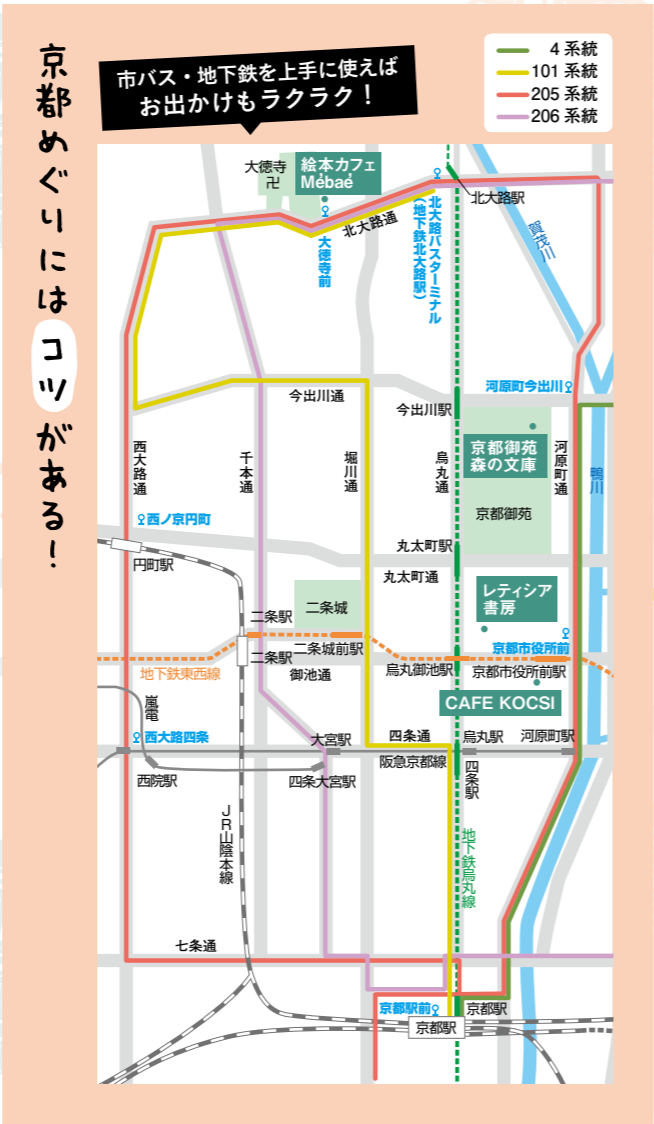 京都めぐりにはコツがある！
市バス・地下鉄を上手に使えば
お出かけもラクラク！
4系統
101系統
205系統
206系統
大徳寺
卍
絵本カフェ
Mébaé
北大路通
大徳寺前
北大路バスターミナル
（地下鉄北大路駅）
北大路駅
賀茂川
河原町今出川
今出川通
今出川駅
西大路通
千本通
堀川通
烏丸通
京都御苑
森の文庫
河原町通
鴨川
京都御苑
西ノ京円町
円町駅
丸太町駅
丸太町通
レティシア
書房
二条城
二条駅
二条駅
二条城前駅
御池通
地下鉄東西線
烏丸御池駅
京都市役所前
京都市役所前駅
CAFE KOCSI
嵐電
西大路四条
西院駅
大宮駅
四条大宮駅
四条通
阪急京都線
烏丸駅
河原町駅
四条駅
JR山陰本線
地下鉄烏丸線
七条通
京都駅前
京都駅
京都駅